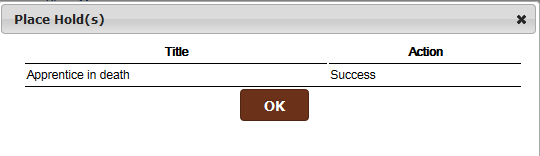 Place Hold(s)
Title Action
Apprentice in death Success
OK